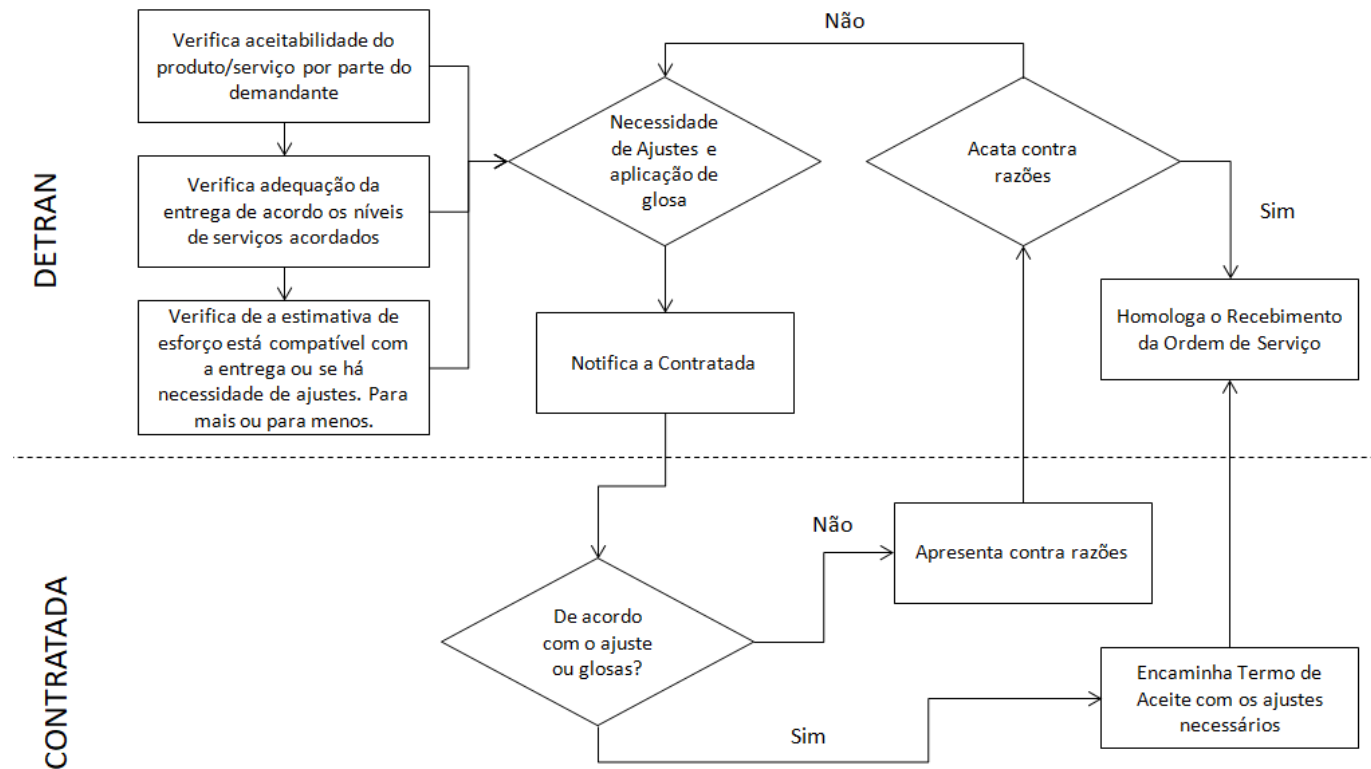 Não
Verifica aceitabilidade do
produto/serviço por parte do
demandante
Necessidade
de Ajustes e
aplicação de
glosa
Acata contra
razões
DETRAN
Verifica adequação da
entrega de acordo os níveis
de serviços acordados
Sim
Verifica de a estimativa de
esforço está compatível com
a entrega ou se há
necessidade de ajustes. Para
mais ou para menos.
Notifica a Contratada
Homologa o Recebimento
da Ordem de Serviço
CONTRATADA
Não
Apresenta contra razões
De acordo
com o ajuste
ou glosas?
Encaminha Termo de
Aceite com os ajustes
necessários
Sim